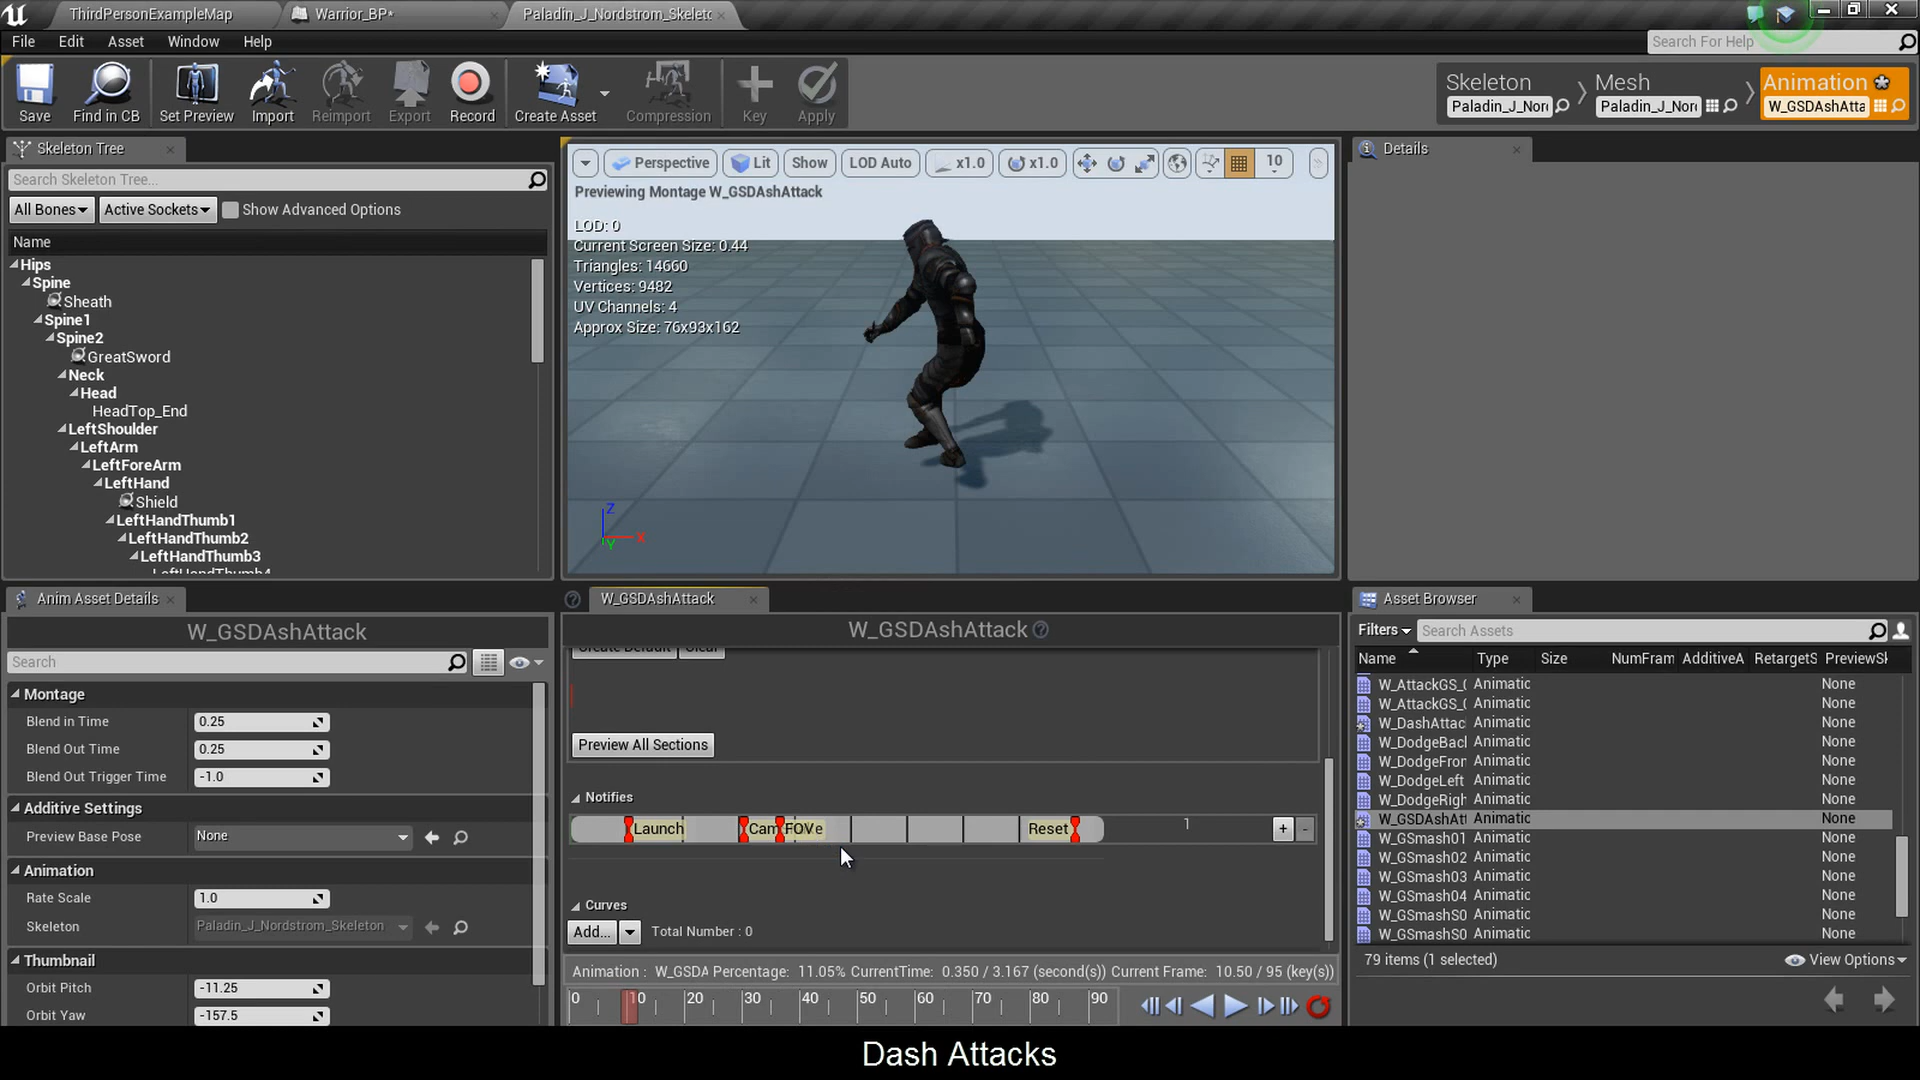 ThirdPersonExampleMap
Warrior_BP*
Paladin_J_Nordstrom_Skelet
File Edit Asset Window Help
Search For Help
Save Find in CB Set Preview Import Reimport Export Record Create Asset Compression Key Apply
Skeleton Mesh Animation
Paladin_J_Nor Paladin_J_Nor W_GSDAshAtta
Skeleton Tree
Search Skeleton Tree...
All Bones Active Sockets Show Advanced Options
Name
Hips
Spine
Sheath
Spine1
Spine2
GreatSword
Neck
Head
HeadTop_End
LeftShoulder
LeftArm
LeftForeArm
LeftHand
Shield
LeftHandThumb1
LeftHandThumb2
LeftHandThumb3
LeftHandThumb4
Perspective Lit Show LOD Auto x1.0 x1.0 10
Previewing Montage W_GSDAshAttack
LOD: 0
Current Screen Size: 0.44
Triangles: 14660
Vertices: 9482
UV Channels: 4
Approx Size: 76x93x162
Z
X
Y
Details
Anim Asset Details
W_GSDAshAttack
Search
Montage
Blend in Time 0.25
Blend Out Time 0.25
Blend Out Trigger Time -1.0
Additive Settings
Preview Base Pose None
Animation
Rate Scale 1.0
Skeleton Paladin_J_Nordstrom_Skeleton
Thumbnail
Orbit Pitch -11.25
Orbit Yaw -157.5
W_GSDAshAttack
W_GSDAshAttack
Create Default Clear
Preview All Sections
Notifies
Launch Cam FOVe Reset 1 + -
Curves
Add... Total Number : 0
Animation : W_GSDA Percentage: 11.05% CurrentTime: 0.350 / 3.167 (second(s)) Current Frame: 10.50 / 95 (key(s))
0 10 20 30 40 50 60 70 80 90
Asset Browser
Filters Search Assets
Name Type Size NumFram AdditiveA RetargetS PreviewSk
W_AttackGS_0 Animatic None
W_AttackGS_0 Animatic None
W_DashAttac Animatic None
W_DodgeBack Animatic None
W_DodgeFron Animatic None
W_DodgeLeft Animatic None
W_DodgeRigh Animatic None
W_GSDAshAtt Animatic None
W_GSmash01 Animatic None
W_GSmash02 Animatic None
W_GSmash03 Animatic None
W_GSmash04 Animatic None
W_GSmashS0 Animatic None
W_GSmashS0 Animatic None
79 items (1 selected) View Options
Dash Attacks